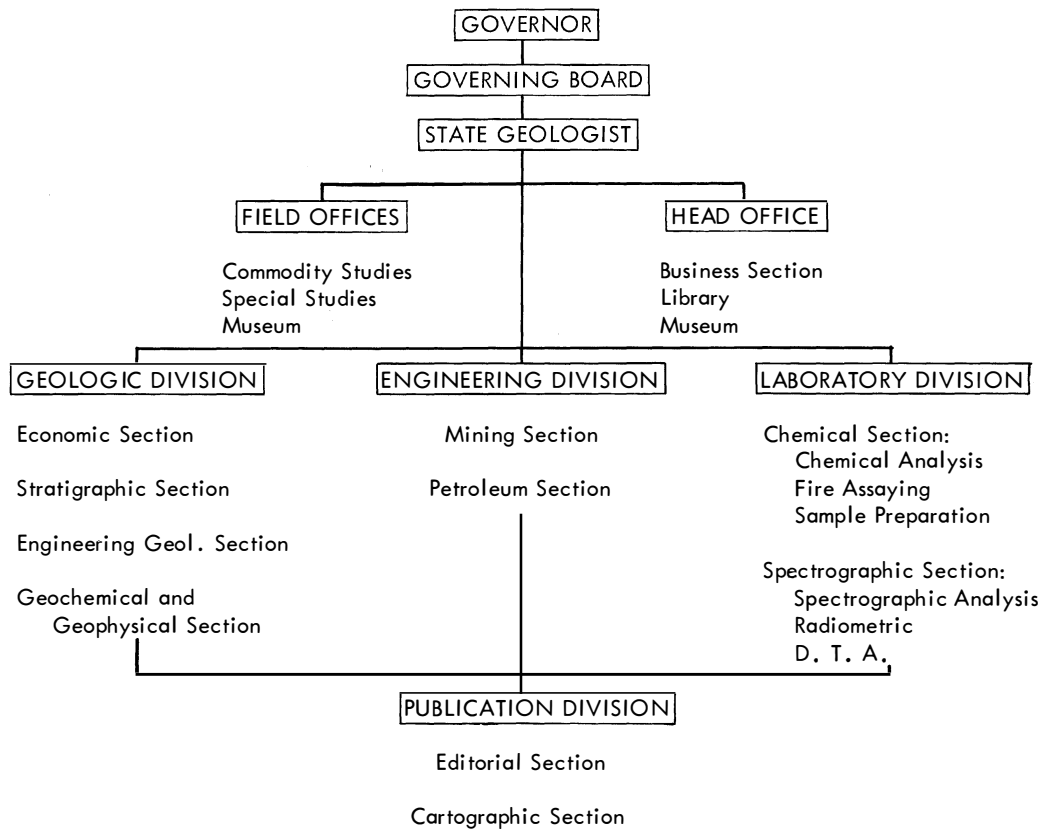 GOVERNOR
GOVERNING BOARD
STATE GEOLOGIST
FIELD OFFICES
Commodity Studies
Special Studies
Museum
HEAD OFFICE
Business Section
Library
Museum
GEOLOGIC DIVISION
Economic Section
Stratigraphic Section
Engineering Geol. Section
Geochemical and
Geophysical Section
ENGINEERING DIVISION
Mining Section
Petroleum Section
LABORATORY DIVISION
Chemical Section:
Chemical Analysis
Fire Assaying
Sample Preparation
Spectrographic Section:
Spectrographic Analysis
Radiometric
D. T. A.
PUBLICATION DIVISION
Editorial Section
Cartographic Section